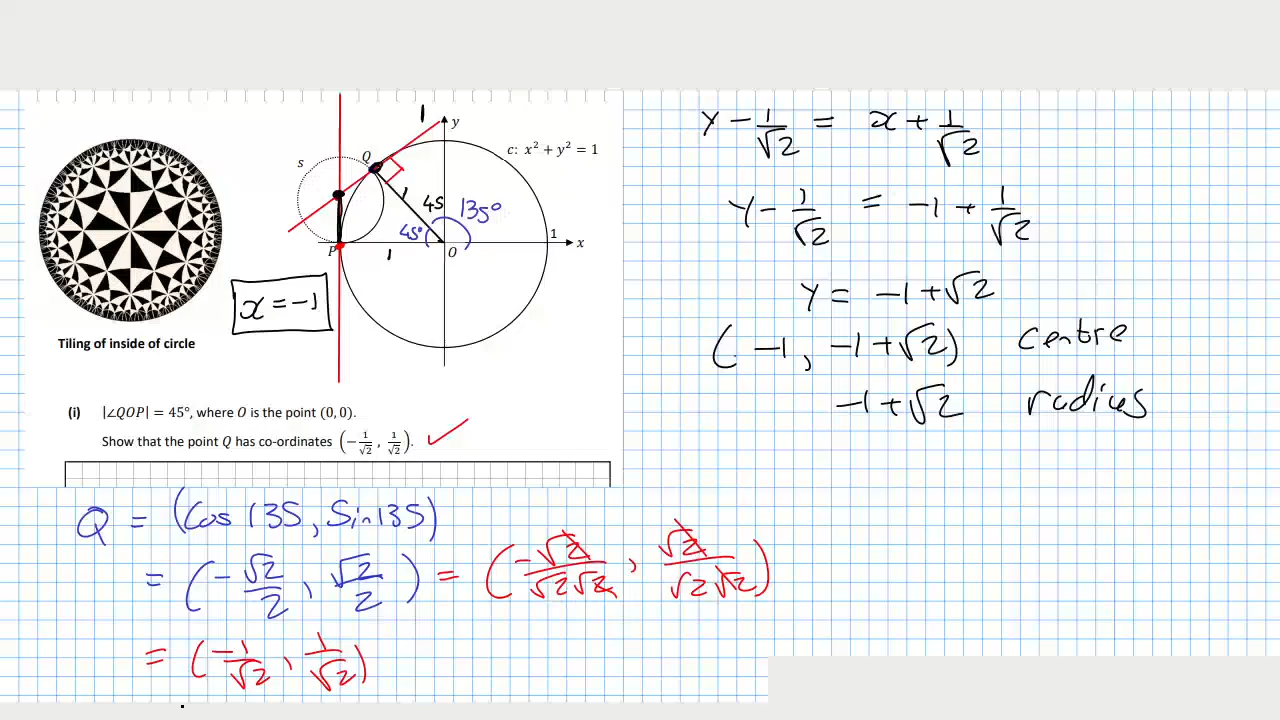 s
Q
1
y
c: x² + y² = 1
1
45
135°
45°
P
1
O
1
x
x = -1
Tiling of inside of circle
(i) |∠QOP| = 45°, where O is the point (0, 0).
Show that the point Q has co-ordinates (-1/√2 , 1/√2). ✓
Q = (Cos 135, Sin 135)
= (-√2/2, √2/2) = (-√2/√2√2, √2/√2√2)
= (-1/√2, 1/√2)
y - 1/√2 = x + 1/√2
y - 1/√2 = -1 + 1/√2
y = -1 + √2
(-1, -1 + √2) centre
-1 + √2 radius